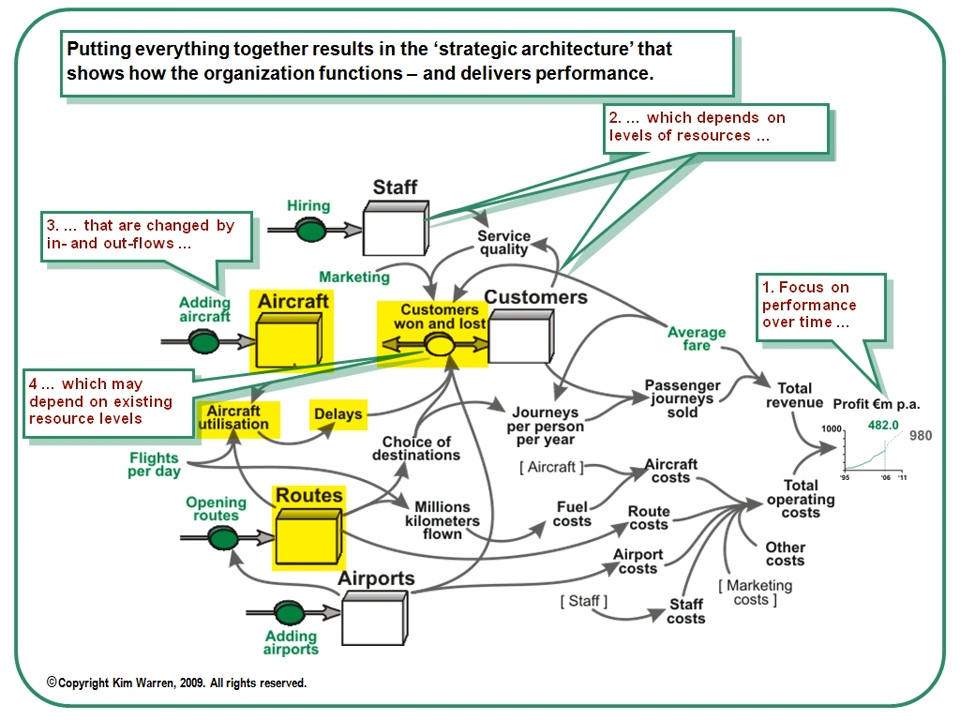 Putting everything together results in the ‘strategic architecture’ that
shows how the organization functions – and delivers performance.
2. ... which depends on
levels of resources ...
Staff
Hiring
3. ... that are changed by
in- and out-flows ...
Service
quality
Marketing
1. Focus on
performance
over time ...
Adding
aircraft
Aircraft
Customers
won and lost
Customers
Average
fare
4 ... which may
depend on existing
resource levels
Aircraft
utilisation
Delays
Journeys
per person
per year
Passenger
journeys
sold
Total
revenue
Profit €m p.a.
1000
482.0
980
'95
'06
'11
Choice of
destinations
Flights
per day
[ Aircraft ]
Aircraft
costs
Opening
routes
Routes
Millions
kilometers
flown
Fuel
costs
Route
costs
Total
operating
costs
Airport
costs
Other
costs
Airports
[ Staff ]
Staff
costs
[ Marketing
costs ]
Adding
airports
©Copyright Kim Warren, 2009. All rights reserved.